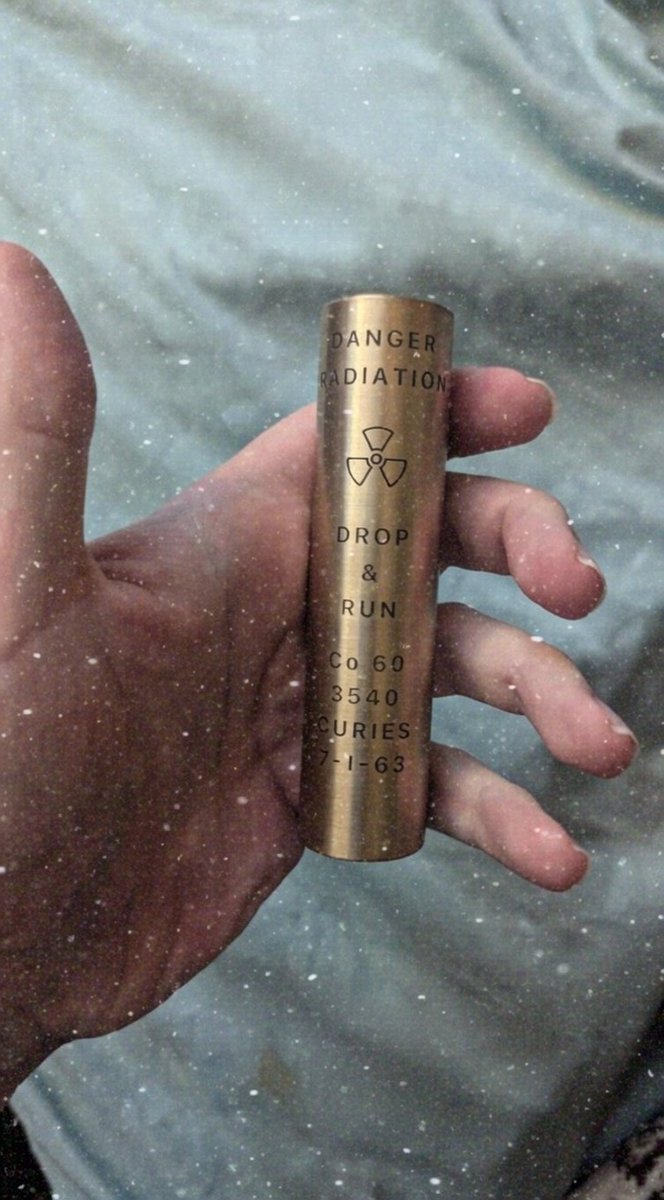 DANGER
RADIATION
DROP
&
RUN
Co 60
3540
CURIES
7-1-63